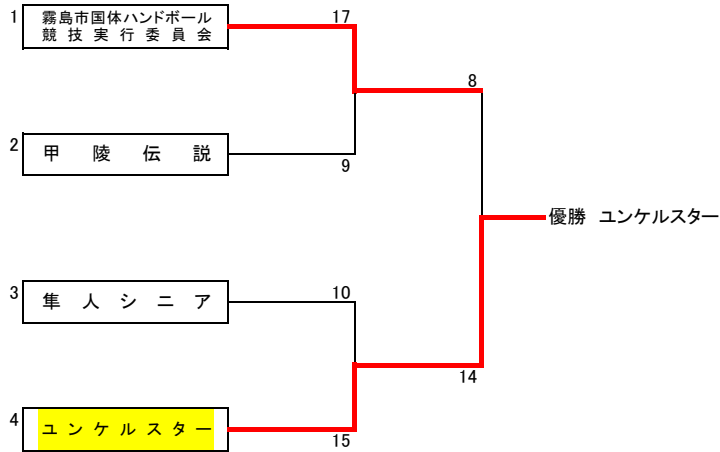 1 霧島市国体ハンドボール 17
競技実行委員会
8
2 甲陵伝説
9
優勝 ユンケルスター
3 隼人シニア 10
14
4 ユンケルスター
15